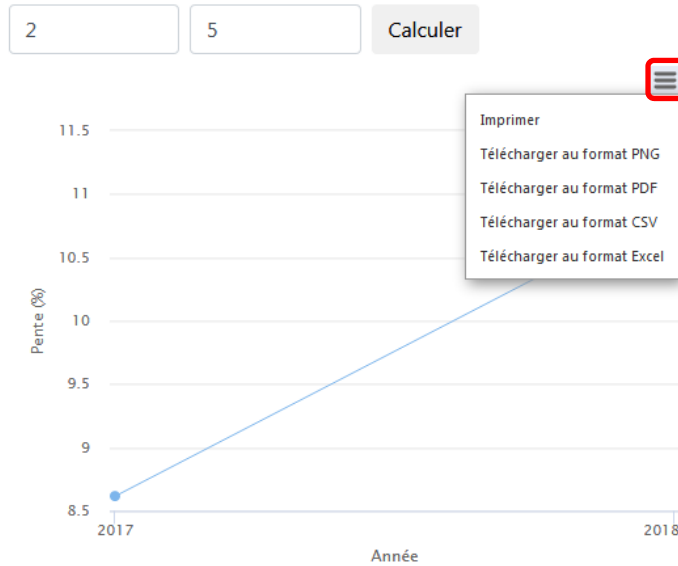 2
5
Calculer
Imprimer
Télécharger au format PNG
Télécharger au format PDF
Télécharger au format CSV
Télécharger au format Excel
11.5
11
10.5
10
9.5
9
8.5
Pente (%)
2017
2018
Année